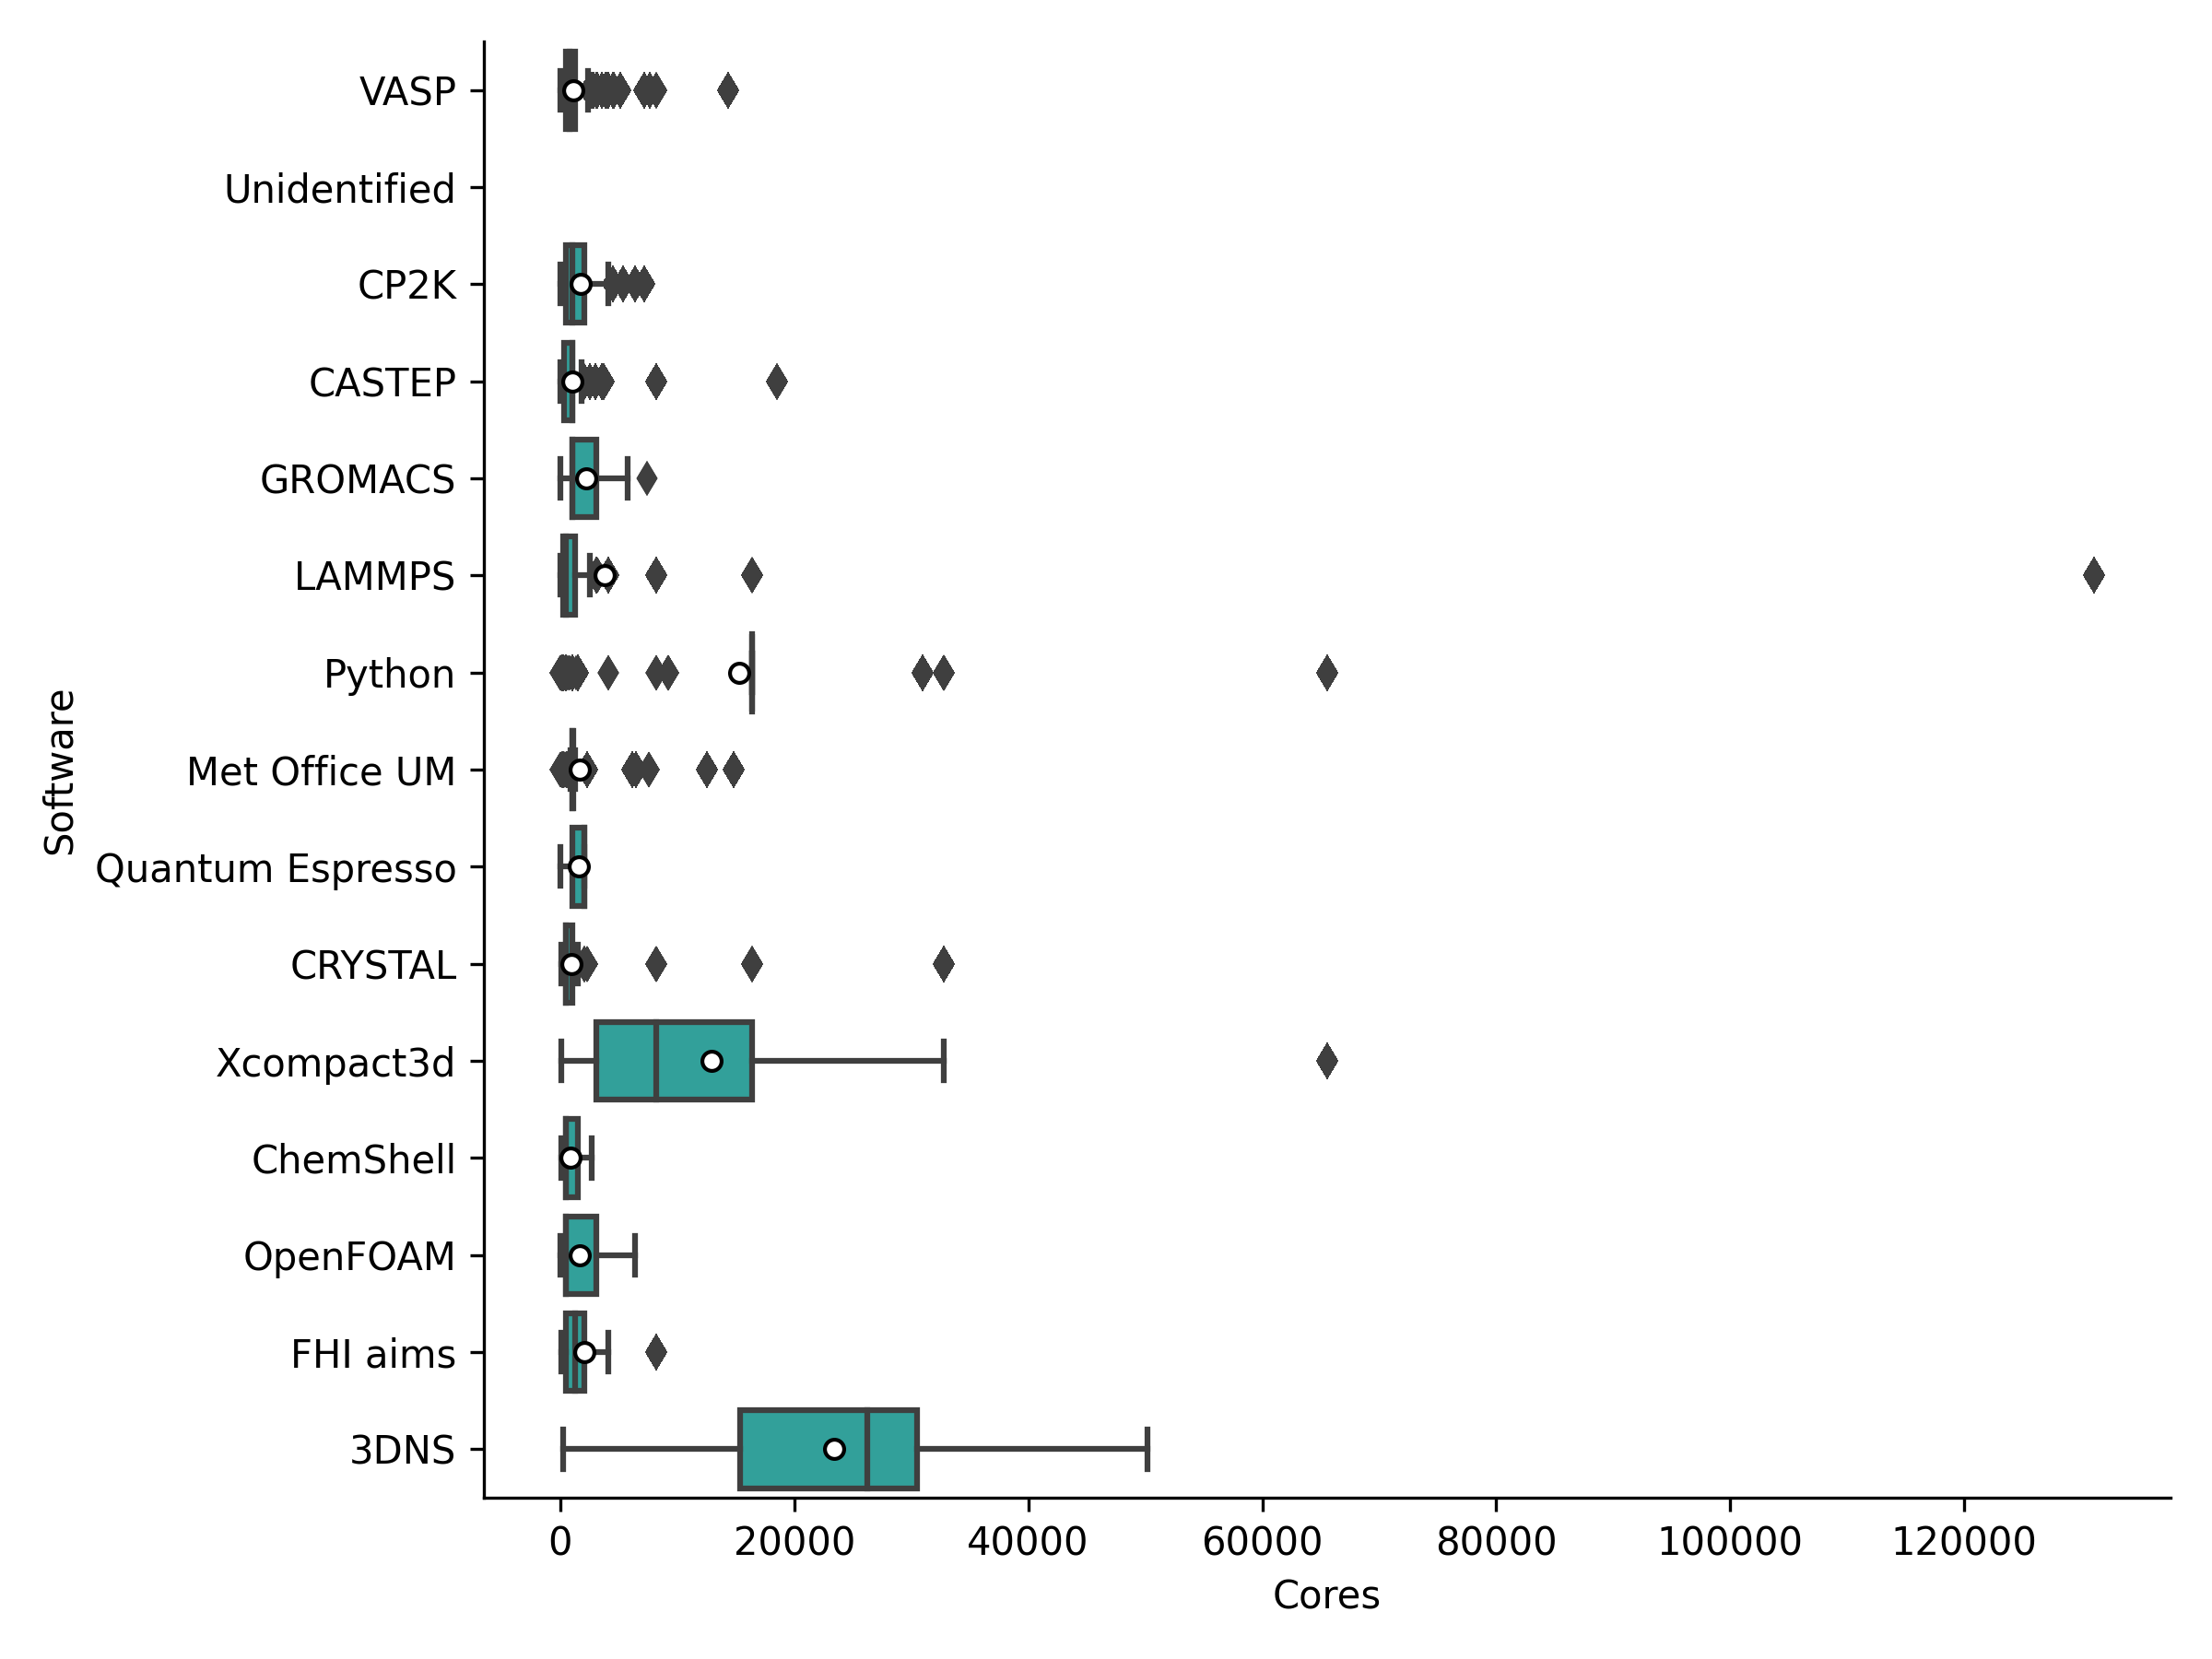 Software
VASP
Unidentified
CP2K
CASTEP
GROMACS
LAMMPS
Python
Met Office UM
Quantum Espresso
CRYSTAL
Xcompact3d
ChemShell
OpenFOAM
FHI aims
3DNS
0 20000 40000 60000 80000 100000 120000
Cores